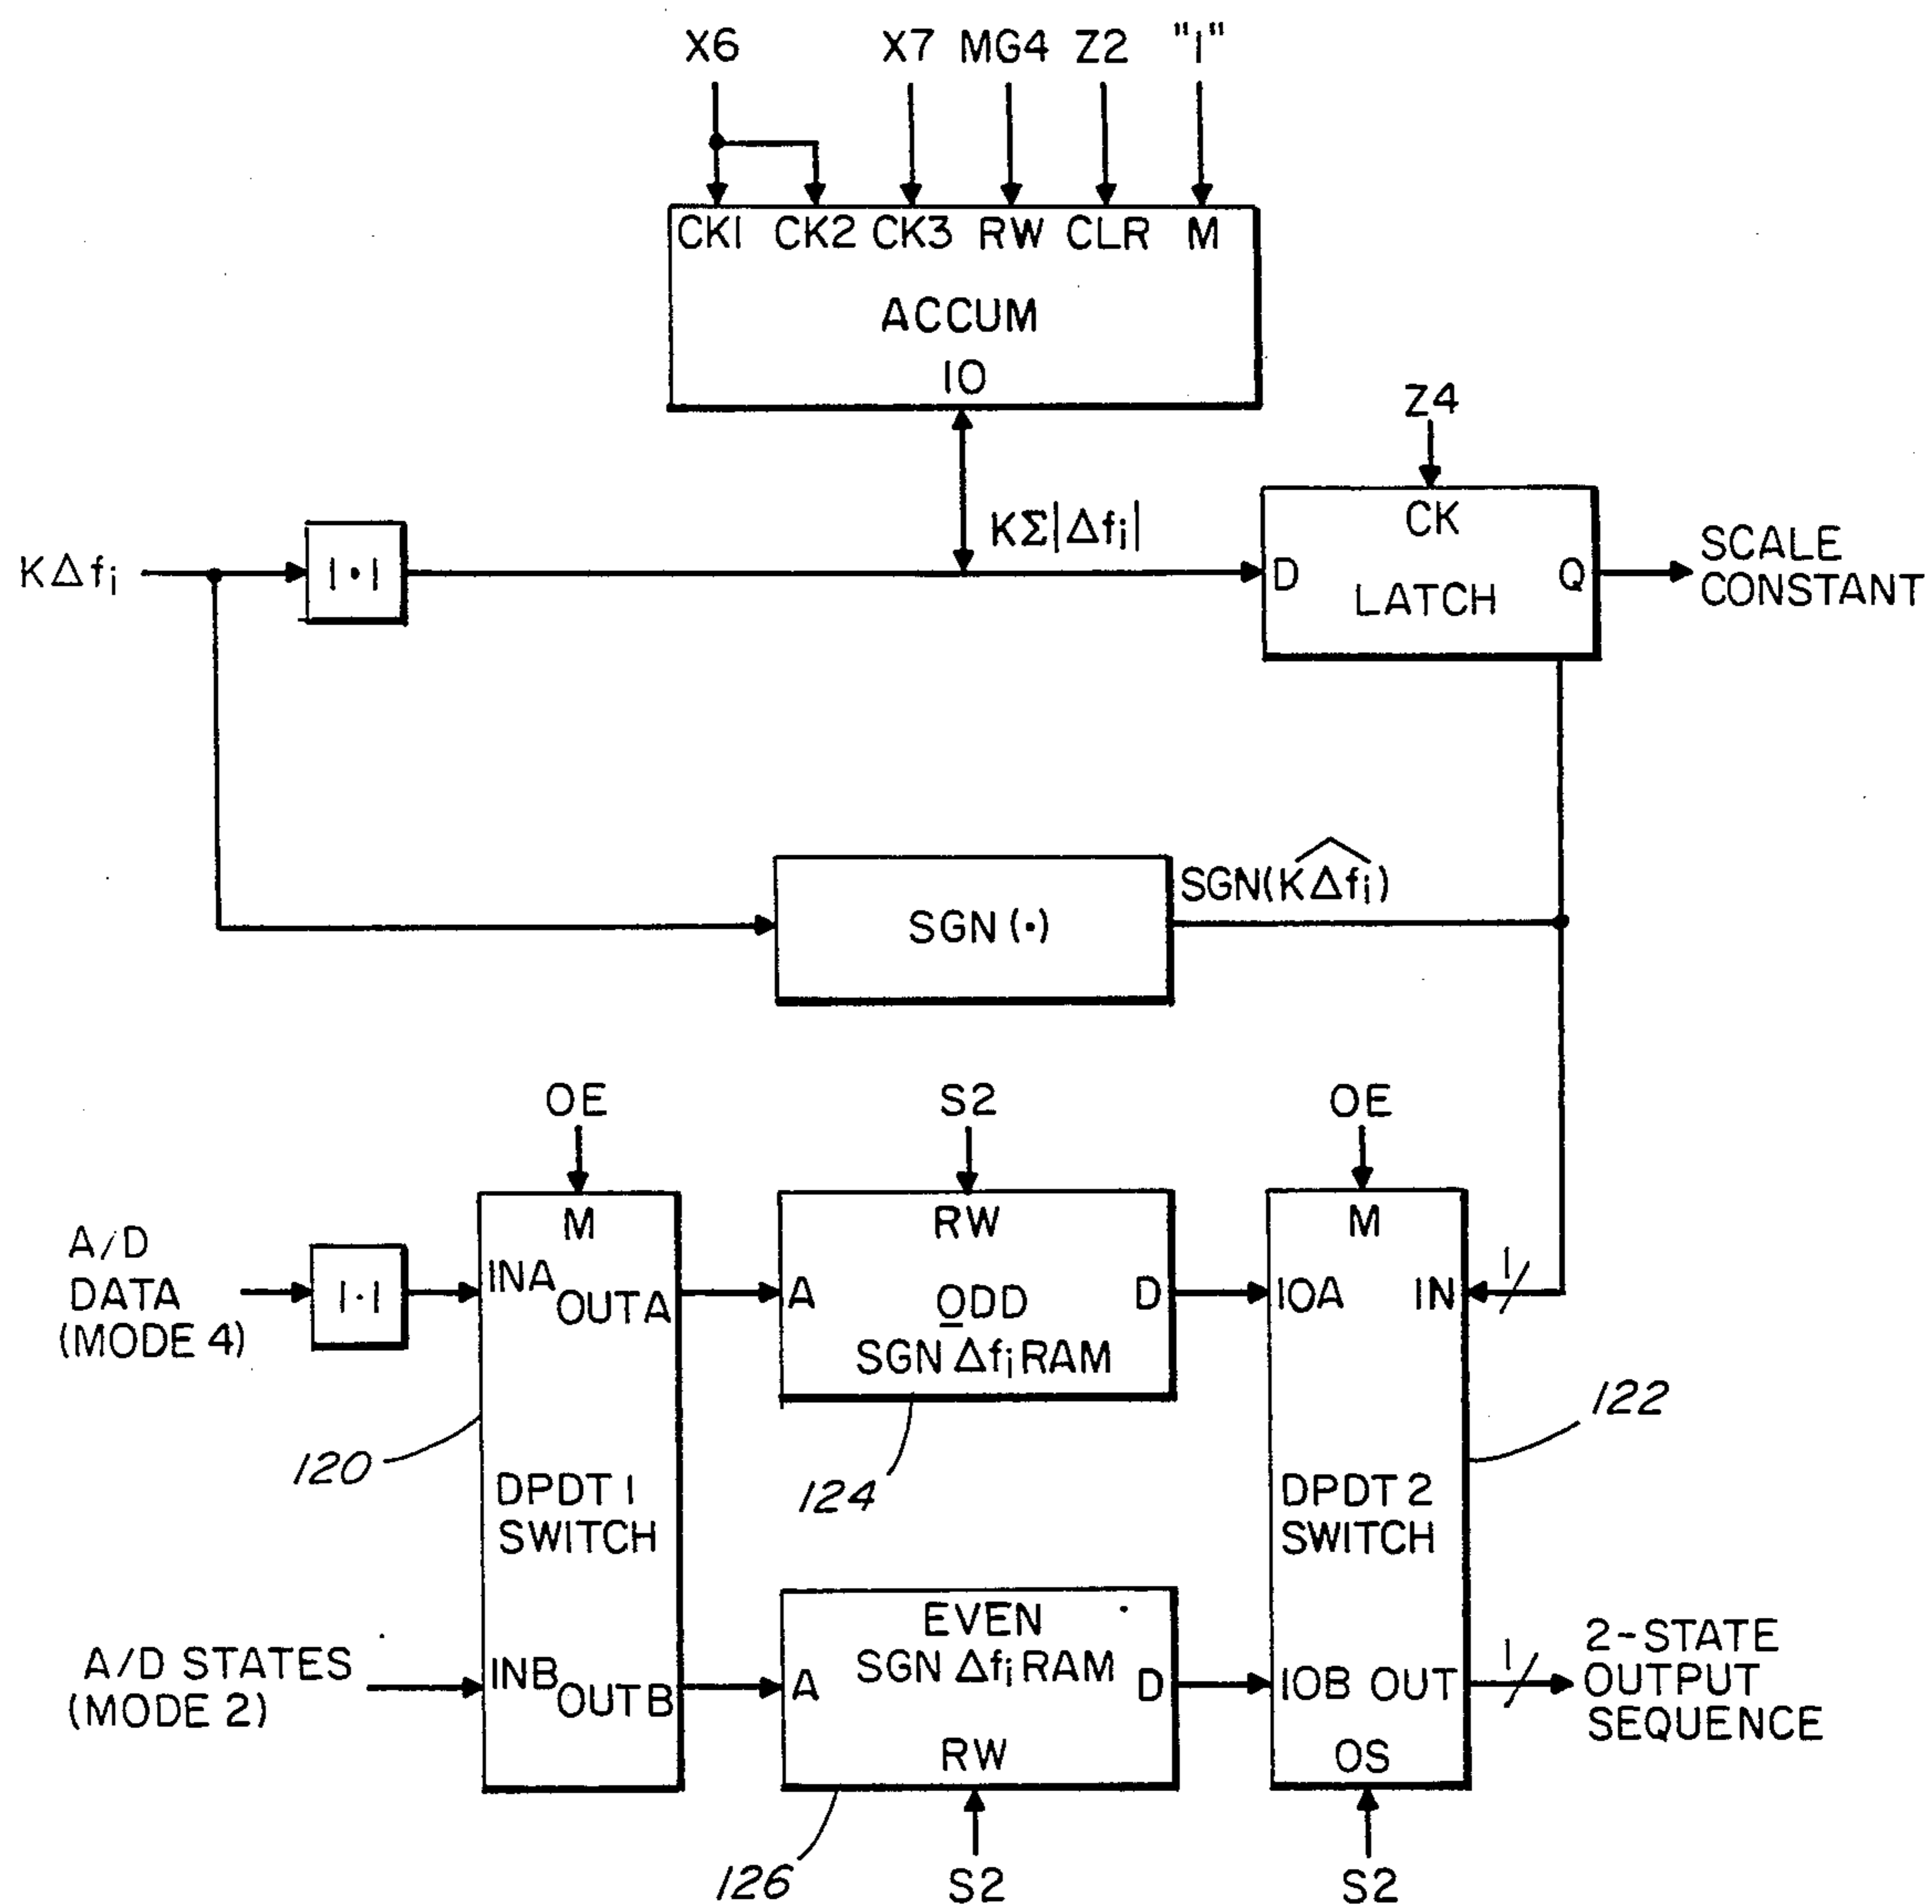 X6 X7 MG4 Z2 "1"
CK1 CK2 CK3 RW CLR M
ACCUM
IO
Z4
KΣ|Δfi|
CK
D LATCH Q
SCALE
CONSTANT
KΔfi
|•|
SGN(•)
SGN(K̂Δfi)
OE S2 OE
A/D
DATA
(MODE 4)
|•|
M
INA
OUTA
DPDT 1
SWITCH
INB
OUTB
120
RW
A ODD D
SGN Δfi RAM
124
M
IOA IN
1
DPDT 2
SWITCH
IOB OUT
OS
122
A/D STATES
(MODE 2)
EVEN
SGN Δfi RAM
A D
RW
126
1
2-STATE
OUTPUT
SEQUENCE
S2 S2